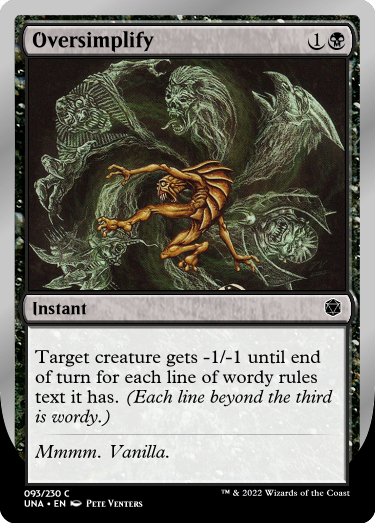 Oversimplify 1
Instant
Target creature gets -1/-1 until end
of turn for each line of wordy rules
text it has. (Each line beyond the third
is wordy.)
Mmmm. Vanilla.
093/230 C
UNA • EN PETE VENTERS
™ & 2022 Wizards of the Coast